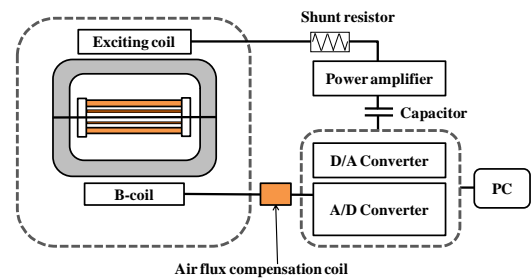 Shunt resistor
Exciting coil
Power amplifier
Capacitor
D/A Converter
B-coil
A/D Converter
PC
Air flux compensation coil